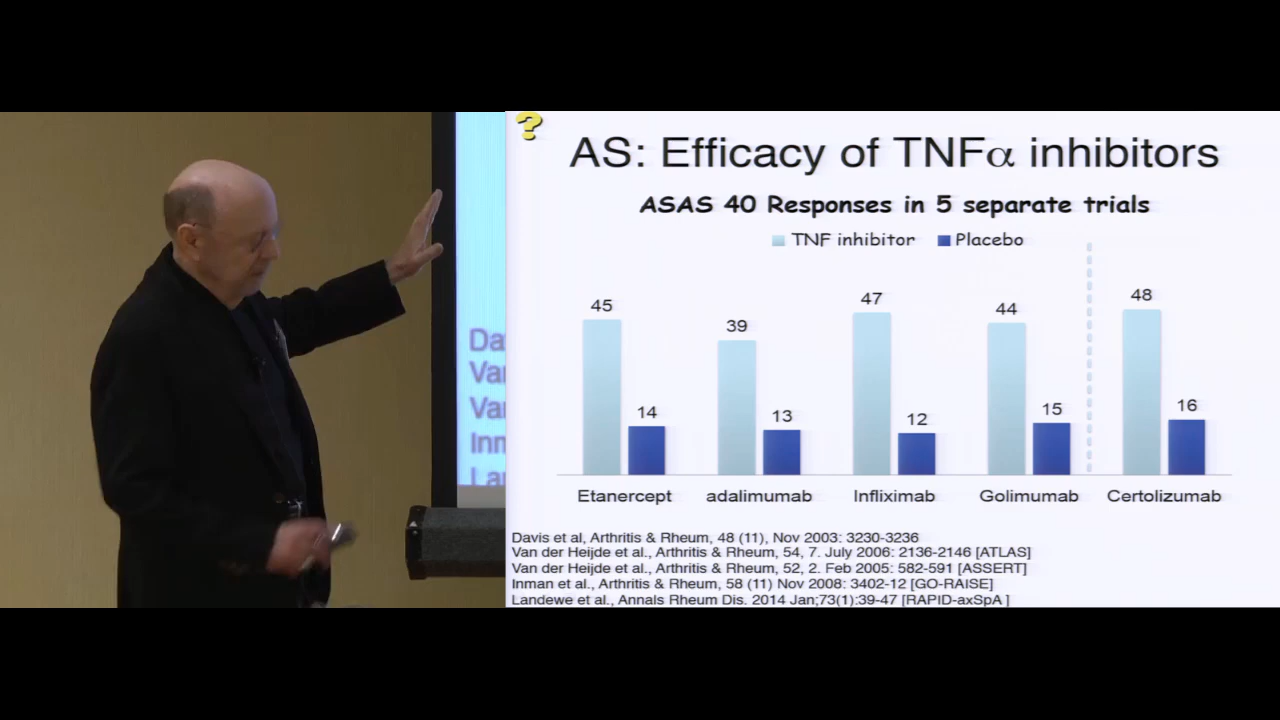 ?
AS: Efficacy of TNFα inhibitors
ASAS 40 Responses in 5 separate trials
TNF inhibitor Placebo
45 14 39 13 47 12 44 15 48 16
Etanercept adalimumab Infliximab Golimumab Certolizumab
Davis et al, Arthritis & Rheum, 48 (11), Nov 2003: 3230-3236
Van der Heijde et al., Arthritis & Rheum, 54, 7. July 2006: 2136-2146 [ATLAS]
Van der Heijde et al., Arthritis & Rheum, 52, 2. Feb 2005: 582-591 [ASSERT]
Inman et al., Arthritis & Rheum, 58 (11) Nov 2008: 3402-12 [GO-RAISE]
Landewe et al., Annals Rheum Dis. 2014 Jan;73(1):39-47 [RAPID-axSpA ]
Da
Var
Var
Inm
Lar